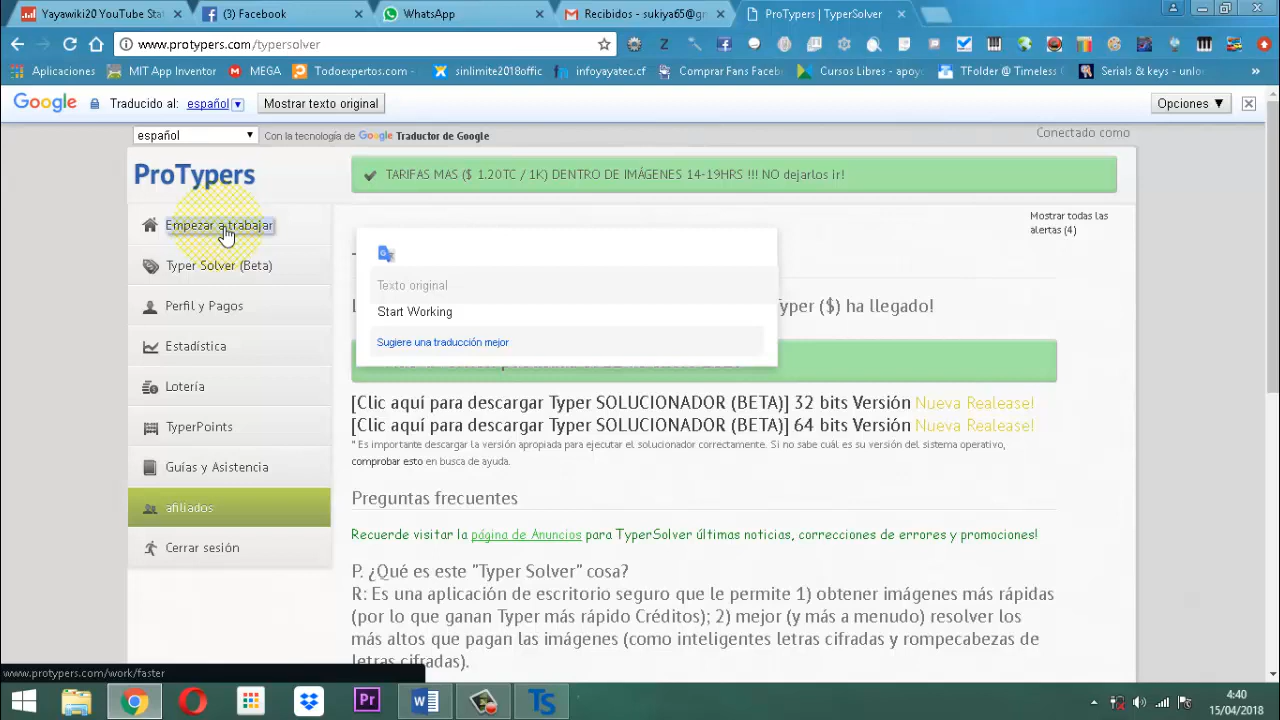 Yayawiki20 YouTube Stat
(3) Facebook
WhatsApp
Recibidos - sukiya65@gm
ProTypers | TyperSolver
www.protypers.com/typersolver
Aplicaciones
MIT App Inventor
MEGA
Todoexpertos.com -
sinlimite2018offic
infoyayatec.cf
Comprar Fans Faceb
Cursos Libres - apoy
TFolder @ Timeless
Serials & keys - unlo
»
Google
Traducido al:
español
Mostrar texto original
Opciones ▼
español
Con la tecnología de Google Traductor de Google
Conectado como
ProTypers
TARIFAS MAS ($ 1.20TC / 1K) DENTRO DE IMÁGENES 14-19HRS !!! NO dejarlos ir!
Mostrar todas las
alertas (4)
Empezar a trabajar
Typer Solver (Beta)
Perfil y Pagos
Estadística
Lotería
TyperPoints
Guías y Asistencia
afiliados
Cerrar sesión
Texto original
Start Working
Sugiere una traducción mejor
yper ($) ha llegado!
[Clic aquí para descargar Typer SOLUCIONADOR (BETA)] 32 bits Versión Nueva Realease!
[Clic aquí para descargar Typer SOLUCIONADOR (BETA)] 64 bits Versión Nueva Realease!
* Es importante descargar la versión apropiada para ejecutar el solucionador correctamente. Si no sabe cuál es su versión del sistema operativo,
comprobar esto en busca de ayuda.
Preguntas frecuentes
Recuerde visitar la página de Anuncios para TyperSolver últimas noticias, correcciones de errores y promociones!
P. ¿Qué es este "Typer Solver" cosa?
R: Es una aplicación de escritorio seguro que le permite 1) obtener imágenes más rápidas
(por lo que ganan Typer más rápido Créditos); 2) mejor (y más a menudo) resolver los
más altos que pagan las imágenes (como inteligentes letras cifradas y rompecabezas de
letras cifradas).
www.protypers.com/work/faster
Pr
TS
4:40
15/04/2018